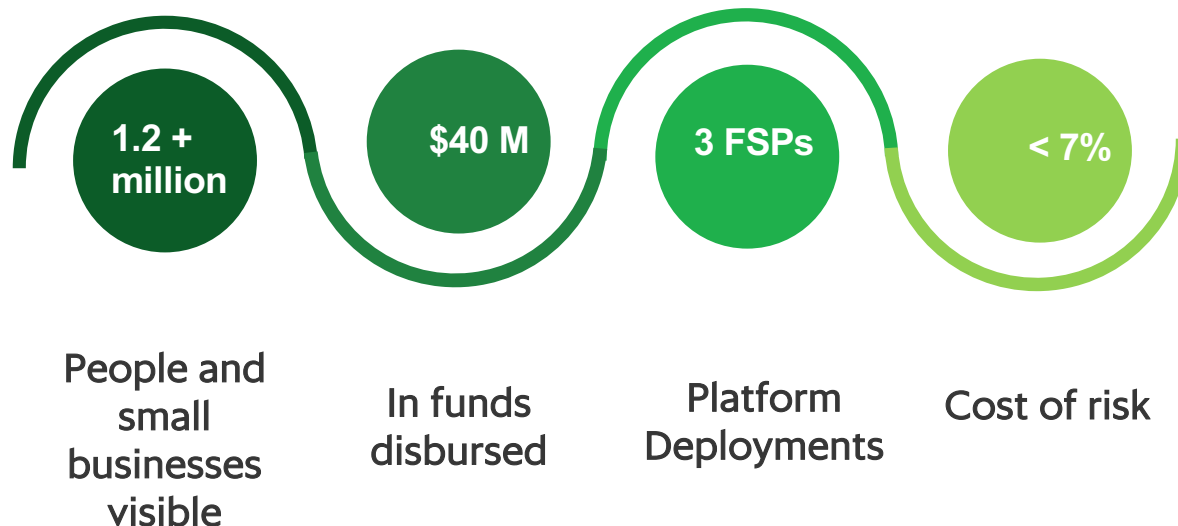 1.2 +
million
$40 M
3 FSPs
< 7%
People and
small
businesses
visible
In funds
disbursed
Platform
Deployments
Cost of risk